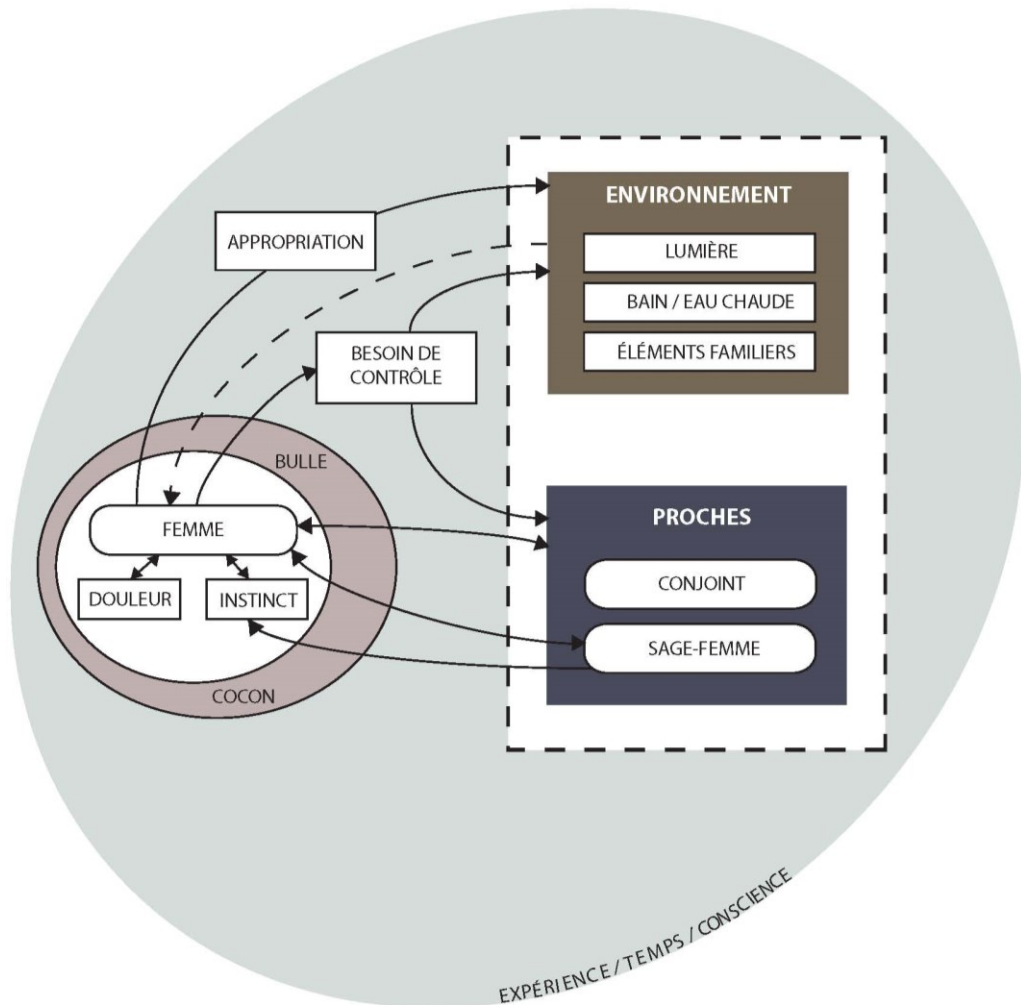 ENVIRONNEMENT
APPROPRIATION
LUMIÈRE
BAIN / EAU CHAUDE
BESOIN DE
CONTRÔLE
ÉLÉMENTS FAMILIERS
BULLE
FEMME
PROCHES
DOULEUR
INSTINCT
CONJOINT
SAGE-FEMME
COCON
EXPÉRIENCE / TEMPS / CONSCIENCE